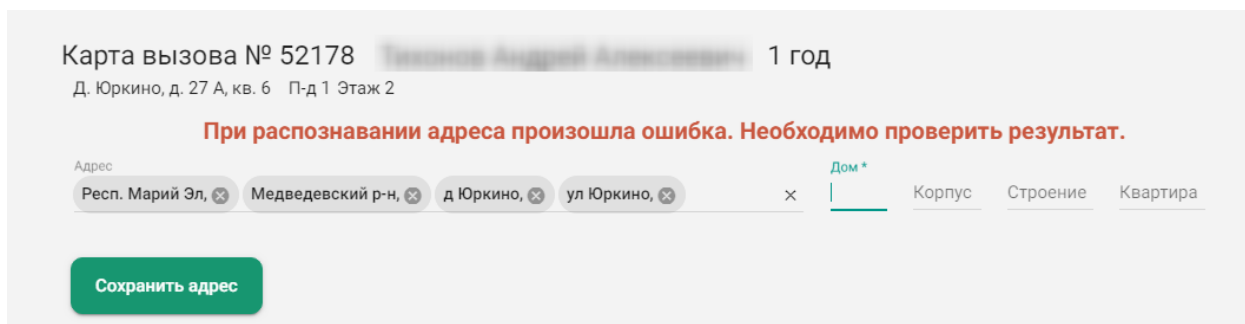 Карта вызова № 52178 1 год
Д. Юркино, д. 27 А, кв. 6 П-д 1 Этаж 2
При распознавании адреса произошла ошибка. Необходимо проверить результат.
Адрес
Дом *
Респ. Марий Эл, Медведевский р-н, д Юркино, ул Юркино, Корпус Строение Квартира
Сохранить адрес